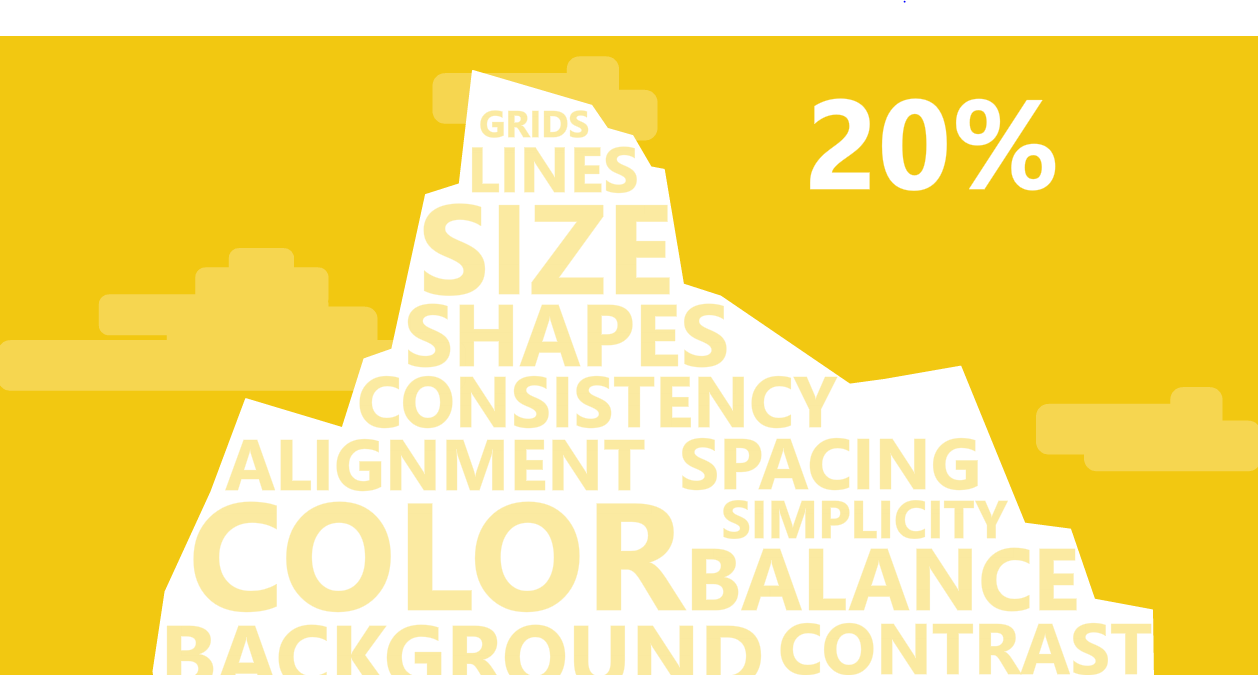 20%
GRIDS
LINES
SIZE
SHAPES
CONSISTENCY
ALIGNMENT SPACING
COLOR SIMPLICITY
BALANCE
BACKGROUND CONTRAST